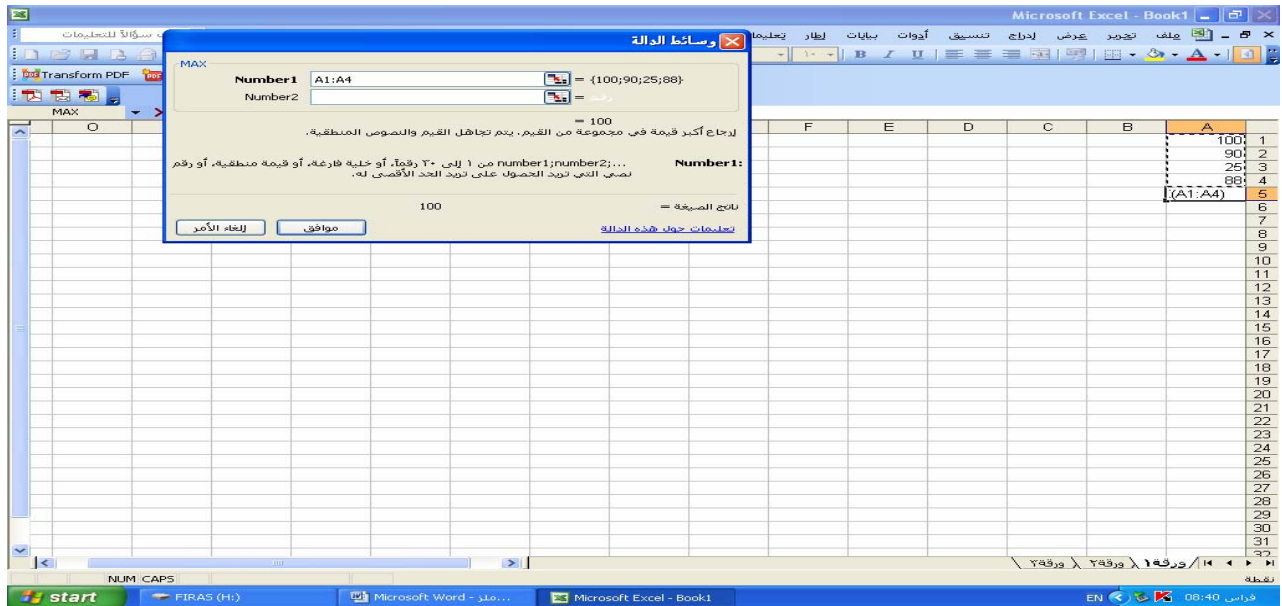 Microsoft Excel - Book1
ملف تحرير عرض إدراج تنسيق أدوات بيانات إطار
سؤالاً للتعليمات
B I U
Transform PDF
MAX
وسائط الدالة
MAX
Number1 A1:A4 = {100;90;25;88}
Number2 =
= 100
إرجاع أكبر قيمة في مجموعة من القيم. يتم تجاهل القيم والنصوص المنطقية.
Number1: number1;number2;... من ١ إلى ٣٠ رقماً، أو خلية فارغة، أو قيمة منطقية، أو رقم
نصي التي تريد الحصول على تريد الحد الأقصى له.
ناتج الصيغة = 100
تعليمات حول هذه الدالة
موافق إلغاء الأمر
A B C D E F O
1 100
2 90
3 25
4 88
5 (A1:A4)
6
7
8
9
10
11
12
13
14
15
16
17
18
19
20
21
22
23
24
25
26
27
28
29
30
31
32
ورقة١ ورقة٢ ورقة٣
نقطة
NUM CAPS
start FIRAS (H:) Microsoft Word - ملز... Microsoft Excel - Book1 EN 08:40 فراس